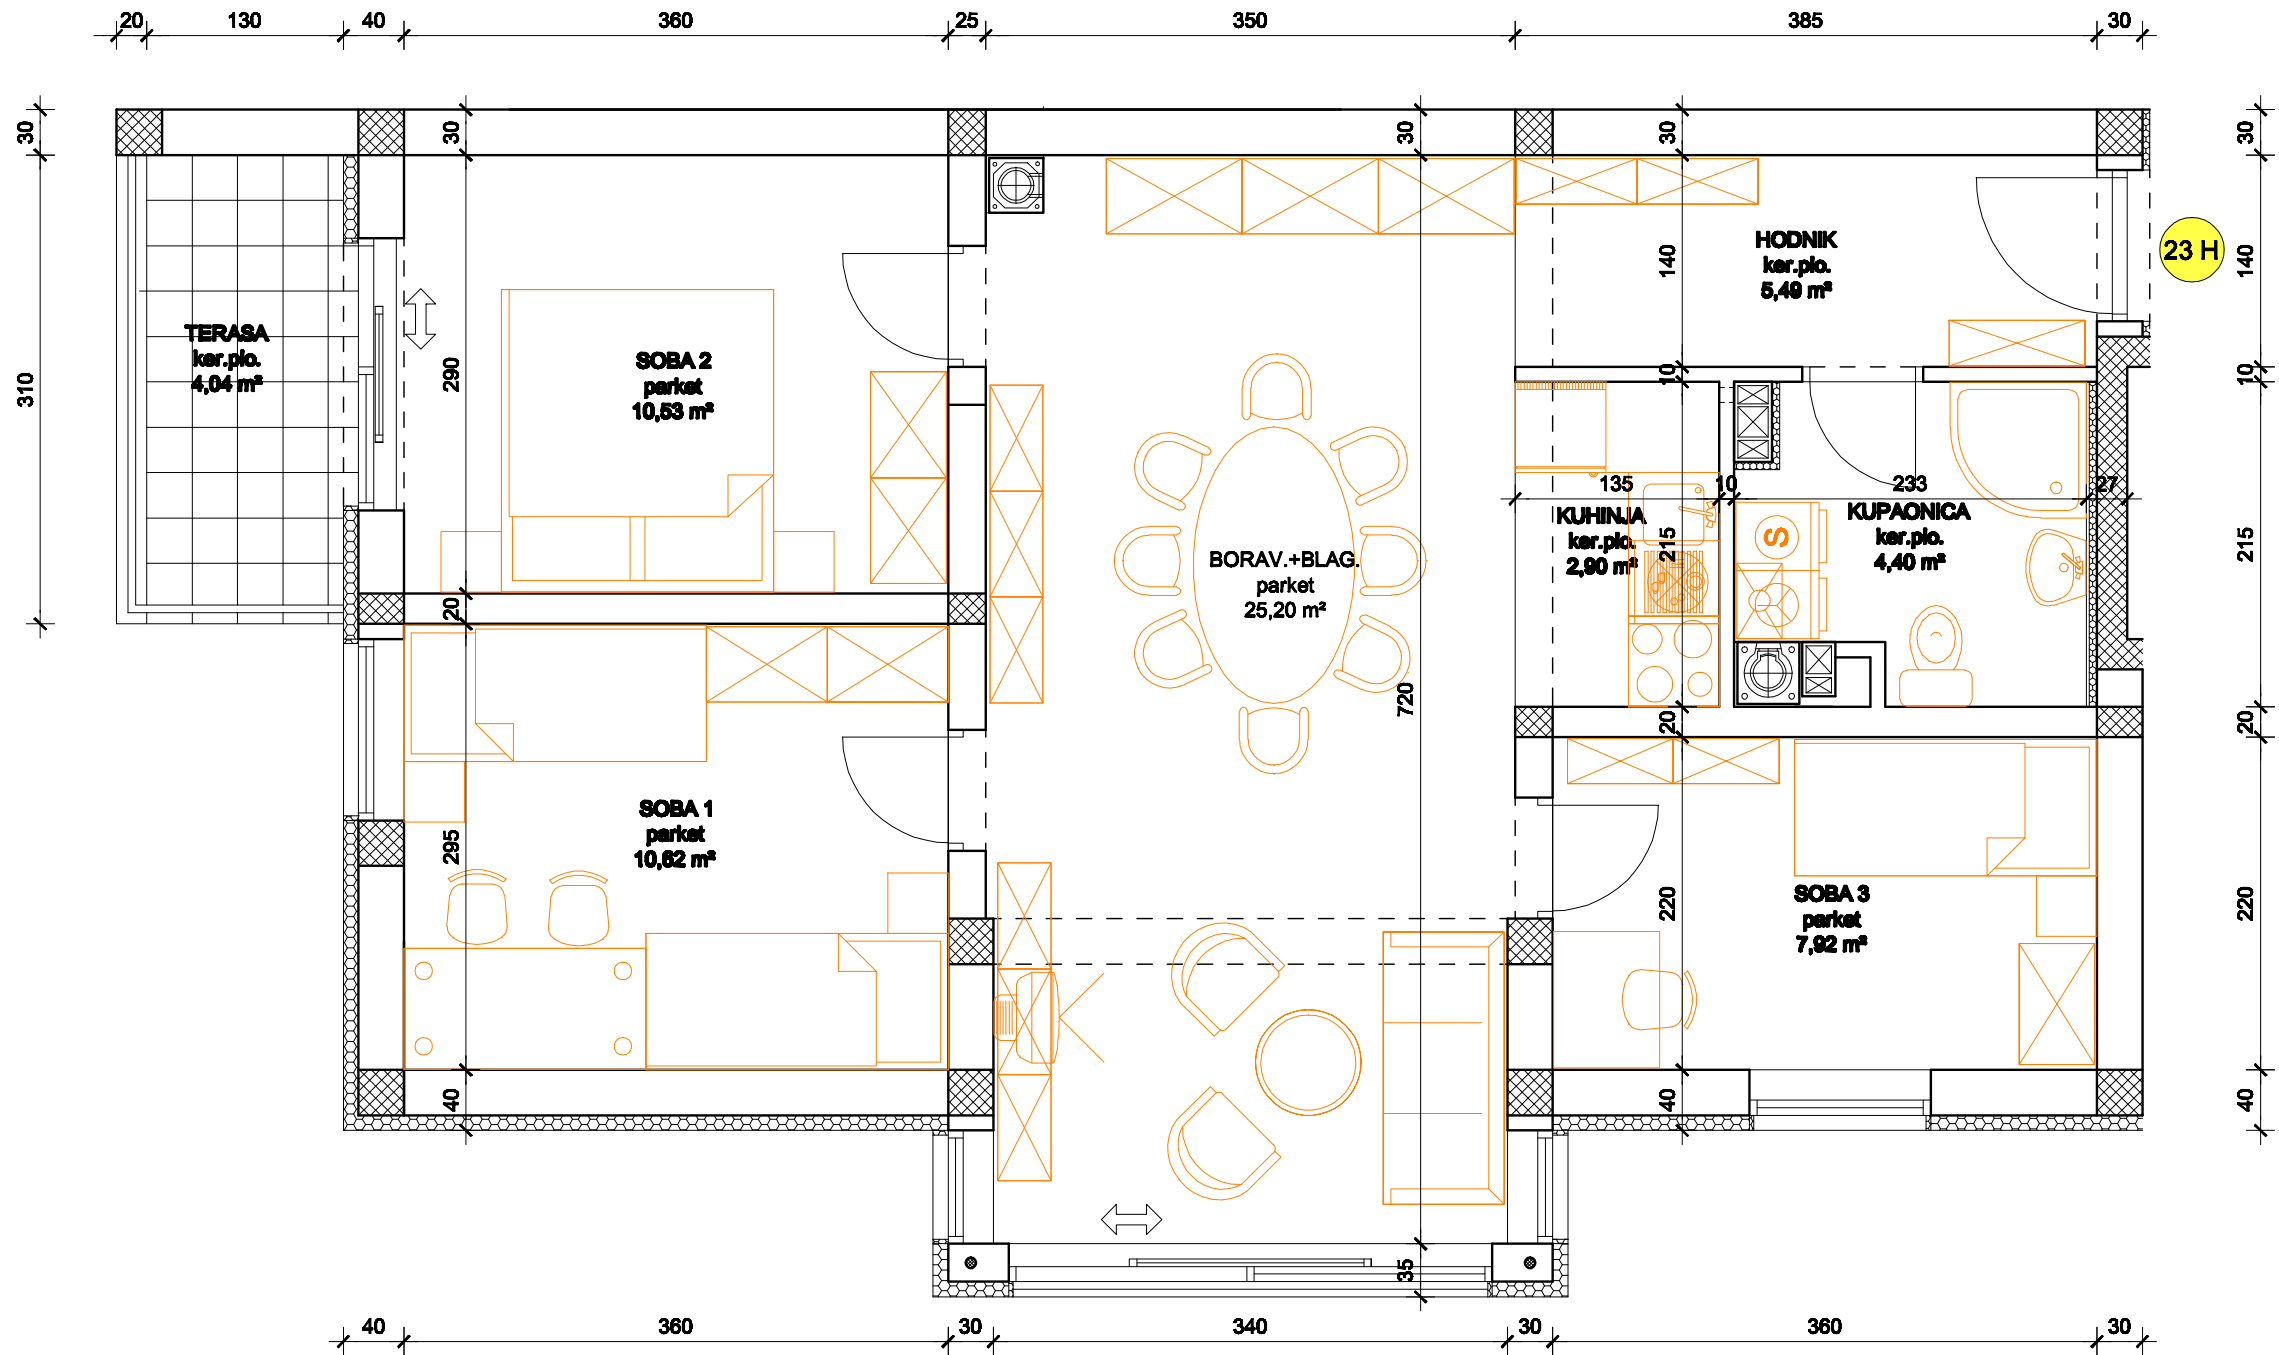 20 130 40 360 25 350 385 30
30 30 30 30 30
HODNIK
ker.plo.
5,49 m²
140 140
23 H
TERASA
ker.plo.
4,04 m²
310
290
SOBA 2
parket
10,53 m²
10 10
135 10 233 27
KUHINJA
ker.plo.
2,90 m²
215
S
KUPAONICA
ker.plo.
4,40 m²
215
BORAV.+BLAG.
parket
25,20 m²
20
720
20 20
SOBA 1
parket
10,62 m²
295
220
SOBA 3
parket
7,92 m²
220
40 40 40
35
40 360 30 340 30 360 30